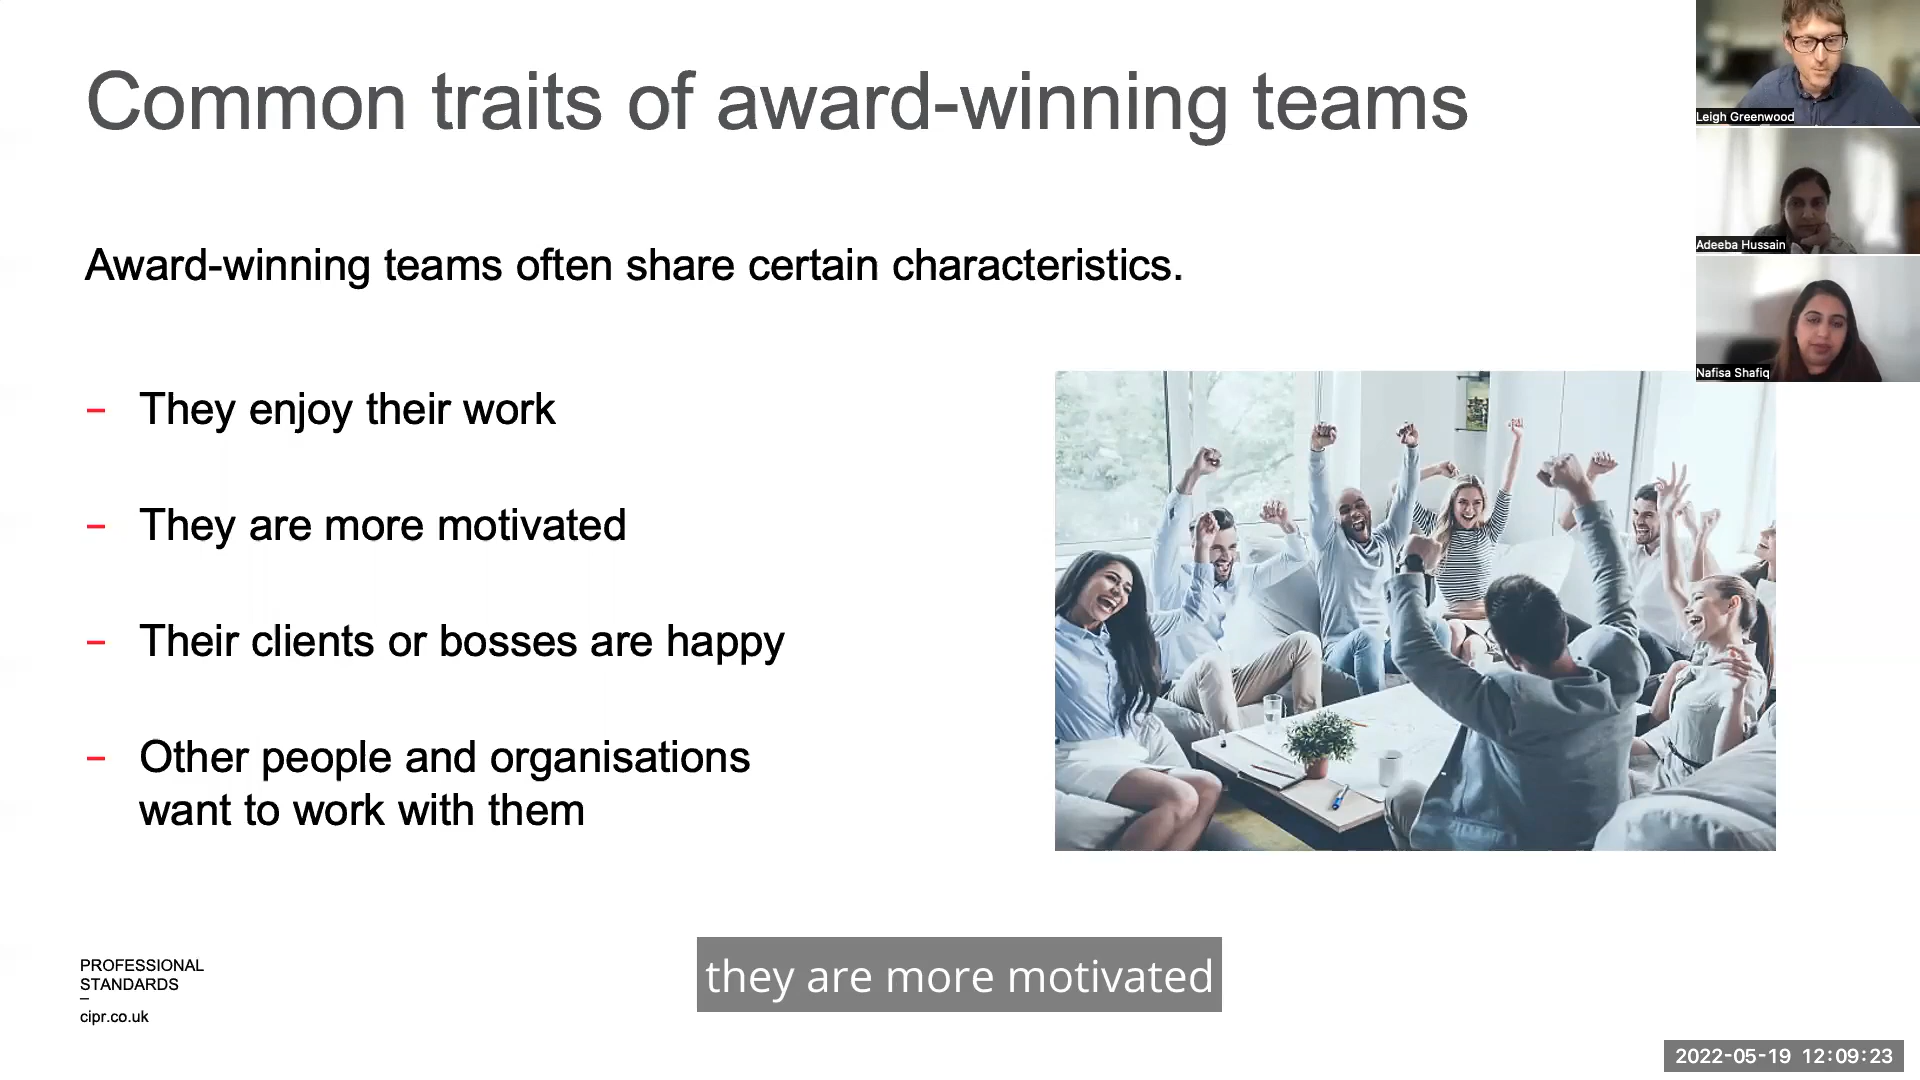 Common traits of award-winning teams
Award-winning teams often share certain characteristics.
– They enjoy their work
– They are more motivated
– Their clients or bosses are happy
– Other people and organisations
want to work with them
PROFESSIONAL
STANDARDS
–
cipr.co.uk
they are more motivated
Leigh Greenwood
Adeeba Hussain
Nafisa Shafiq
2022-05-19 12:09:23